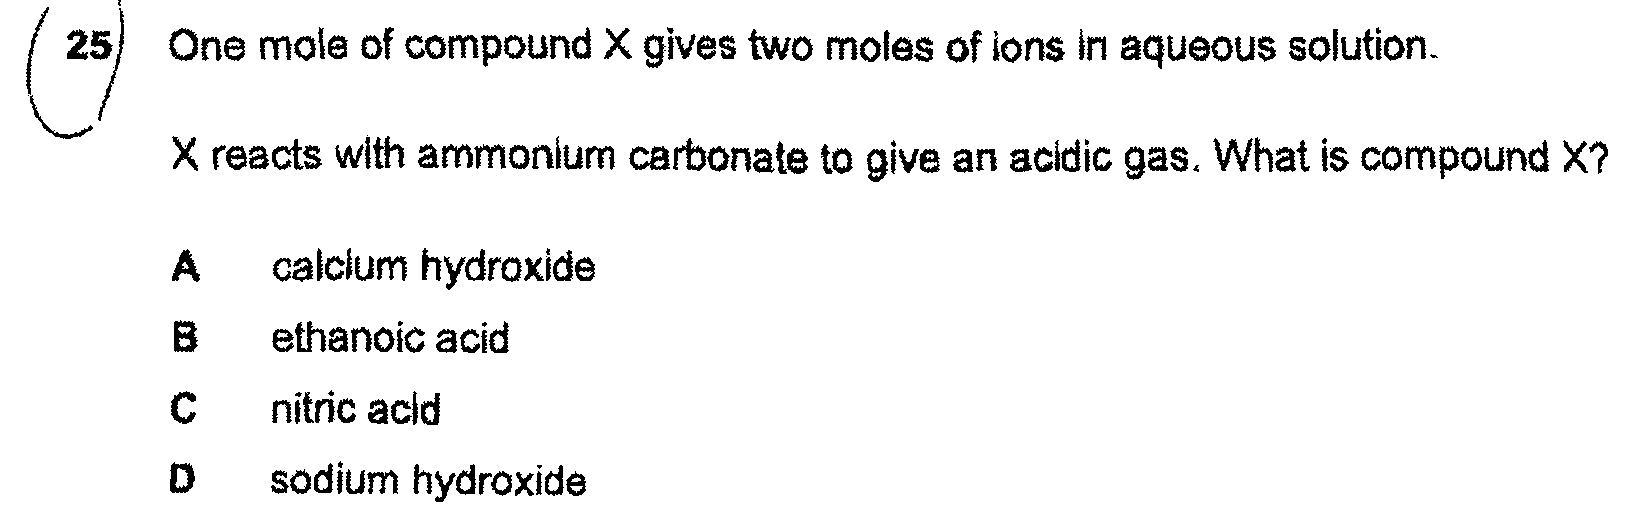 25 One mole of compound X gives two moles of ions in aqueous solution.
X reacts with ammonium carbonate to give an acidic gas. What is compound X?
A calcium hydroxide
B ethanoic acid
C nitric acid
D sodium hydroxide